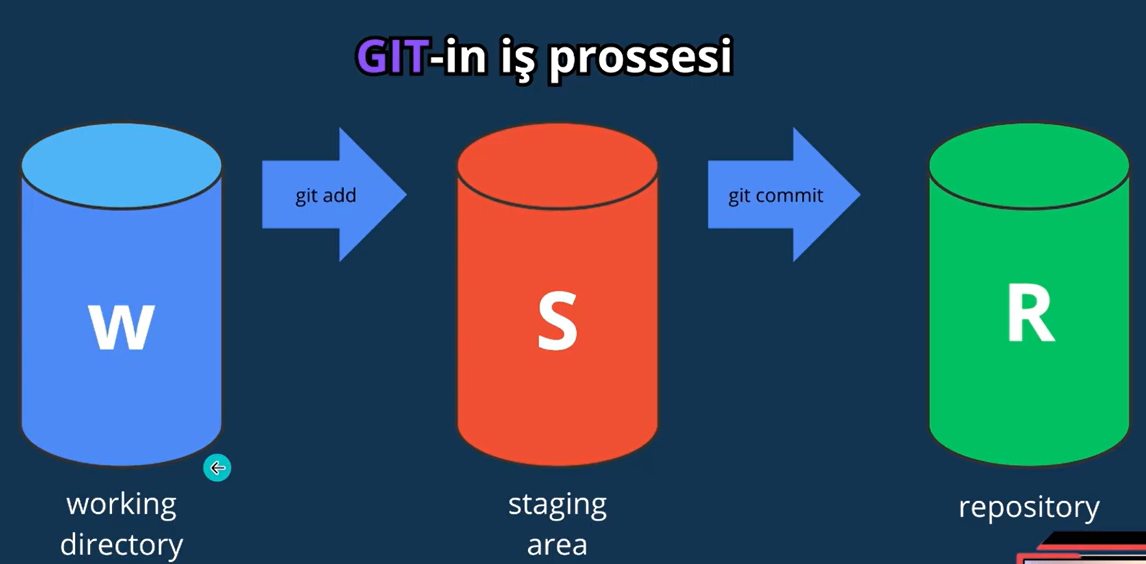 GIT-in iş prossesi
git add
git commit
W
S
R
working
directory
staging
area
repository